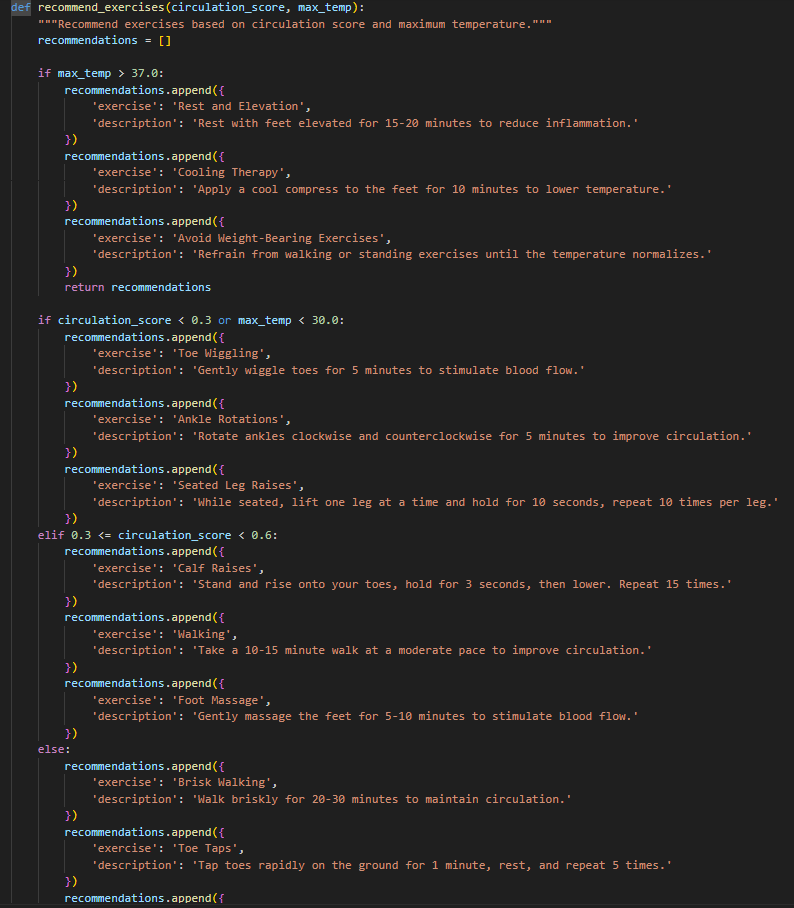 def recommend_exercises(circulation_score, max_temp):
"""Recommend exercises based on circulation score and maximum temperature."""
recommendations = []
if max_temp > 37.0:
recommendations.append({
'exercise': 'Rest and Elevation',
'description': 'Rest with feet elevated for 15-20 minutes to reduce inflammation.'
})
recommendations.append({
'exercise': 'Cooling Therapy',
'description': 'Apply a cool compress to the feet for 10 minutes to lower temperature.'
})
recommendations.append({
'exercise': 'Avoid Weight-Bearing Exercises',
'description': 'Refrain from walking or standing exercises until the temperature normalizes.'
})
return recommendations
if circulation_score < 0.3 or max_temp < 30.0:
recommendations.append({
'exercise': 'Toe Wiggling',
'description': 'Gently wiggle toes for 5 minutes to stimulate blood flow.'
})
recommendations.append({
'exercise': 'Ankle Rotations',
'description': 'Rotate ankles clockwise and counterclockwise for 5 minutes to improve circulation.'
})
recommendations.append({
'exercise': 'Seated Leg Raises',
'description': 'While seated, lift one leg at a time and hold for 10 seconds, repeat 10 times per leg.'
})
elif 0.3 <= circulation_score < 0.6:
recommendations.append({
'exercise': 'Calf Raises',
'description': 'Stand and rise onto your toes, hold for 3 seconds, then lower. Repeat 15 times.'
})
recommendations.append({
'exercise': 'Walking',
'description': 'Take a 10-15 minute walk at a moderate pace to improve circulation.'
})
recommendations.append({
'exercise': 'Foot Massage',
'description': 'Gently massage the feet for 5-10 minutes to stimulate blood flow.'
})
else:
recommendations.append({
'exercise': 'Brisk Walking',
'description': 'Walk briskly for 20-30 minutes to maintain circulation.'
})
recommendations.append({
'exercise': 'Toe Taps',
'description': 'Tap toes rapidly on the ground for 1 minute, rest, and repeat 5 times.'
})
recommendations.append({